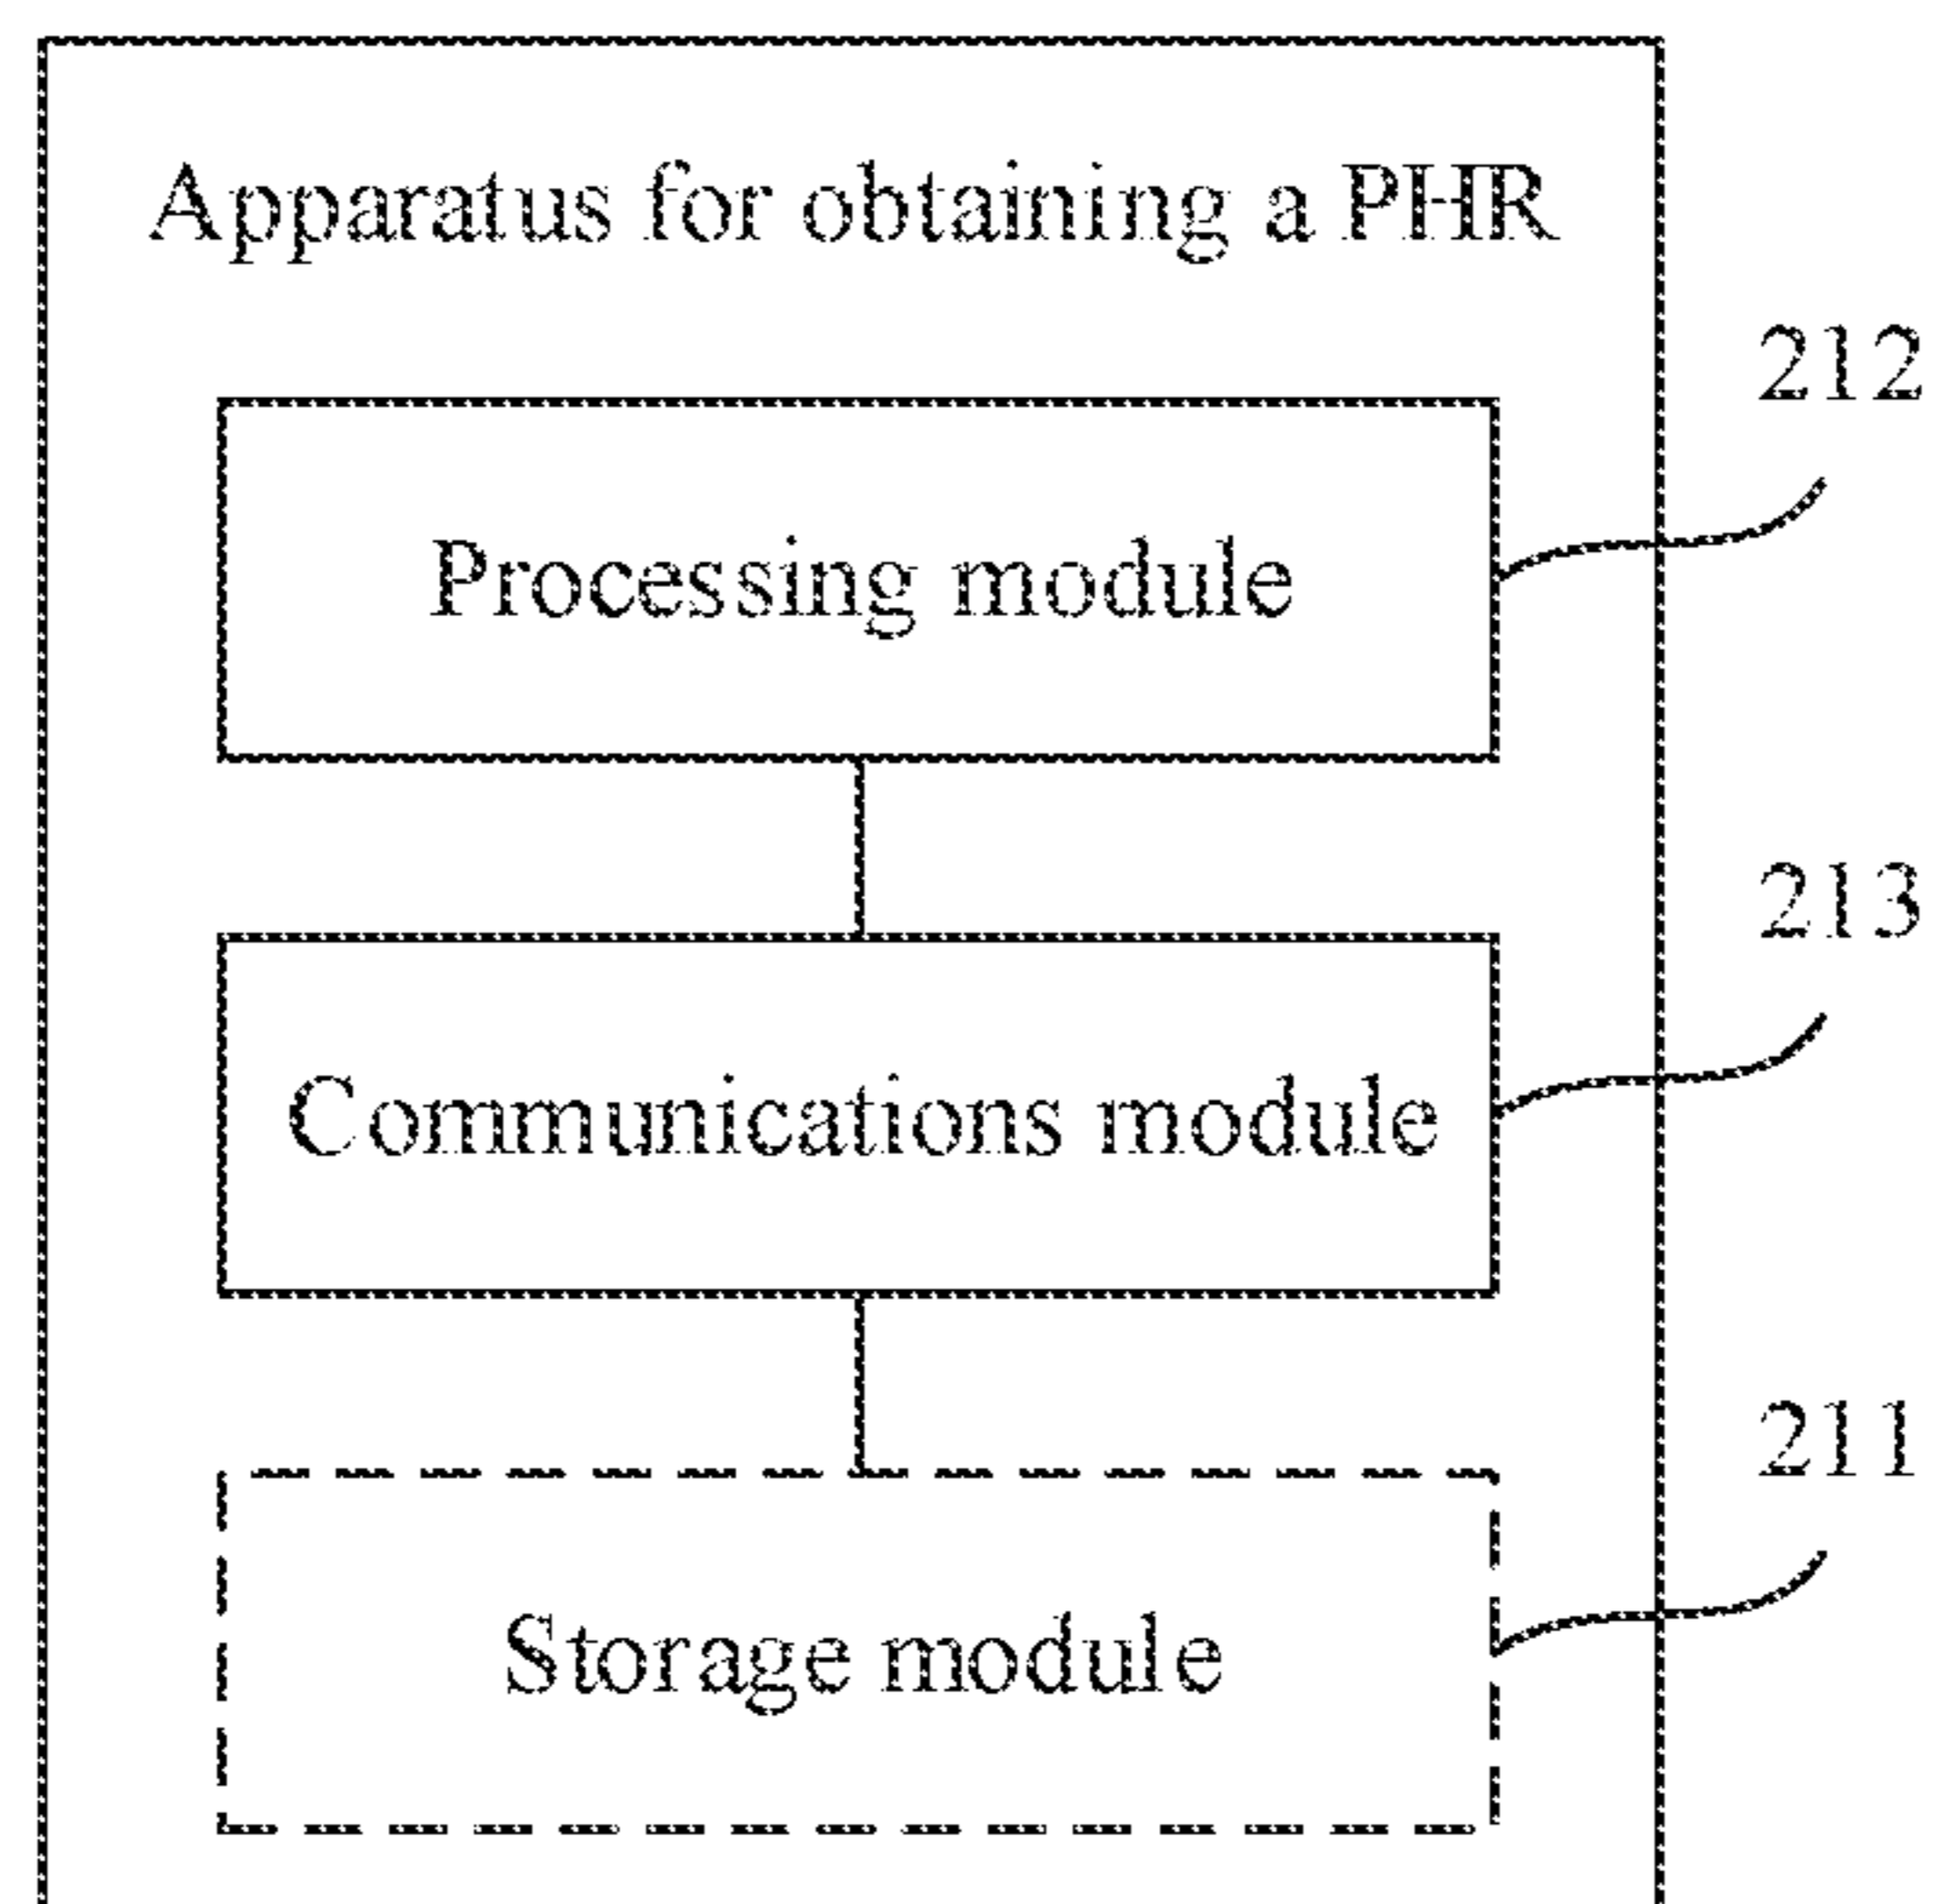 Apparatus for obtaining a PHR
212
Processing module
213
Communications module
211
Storage module